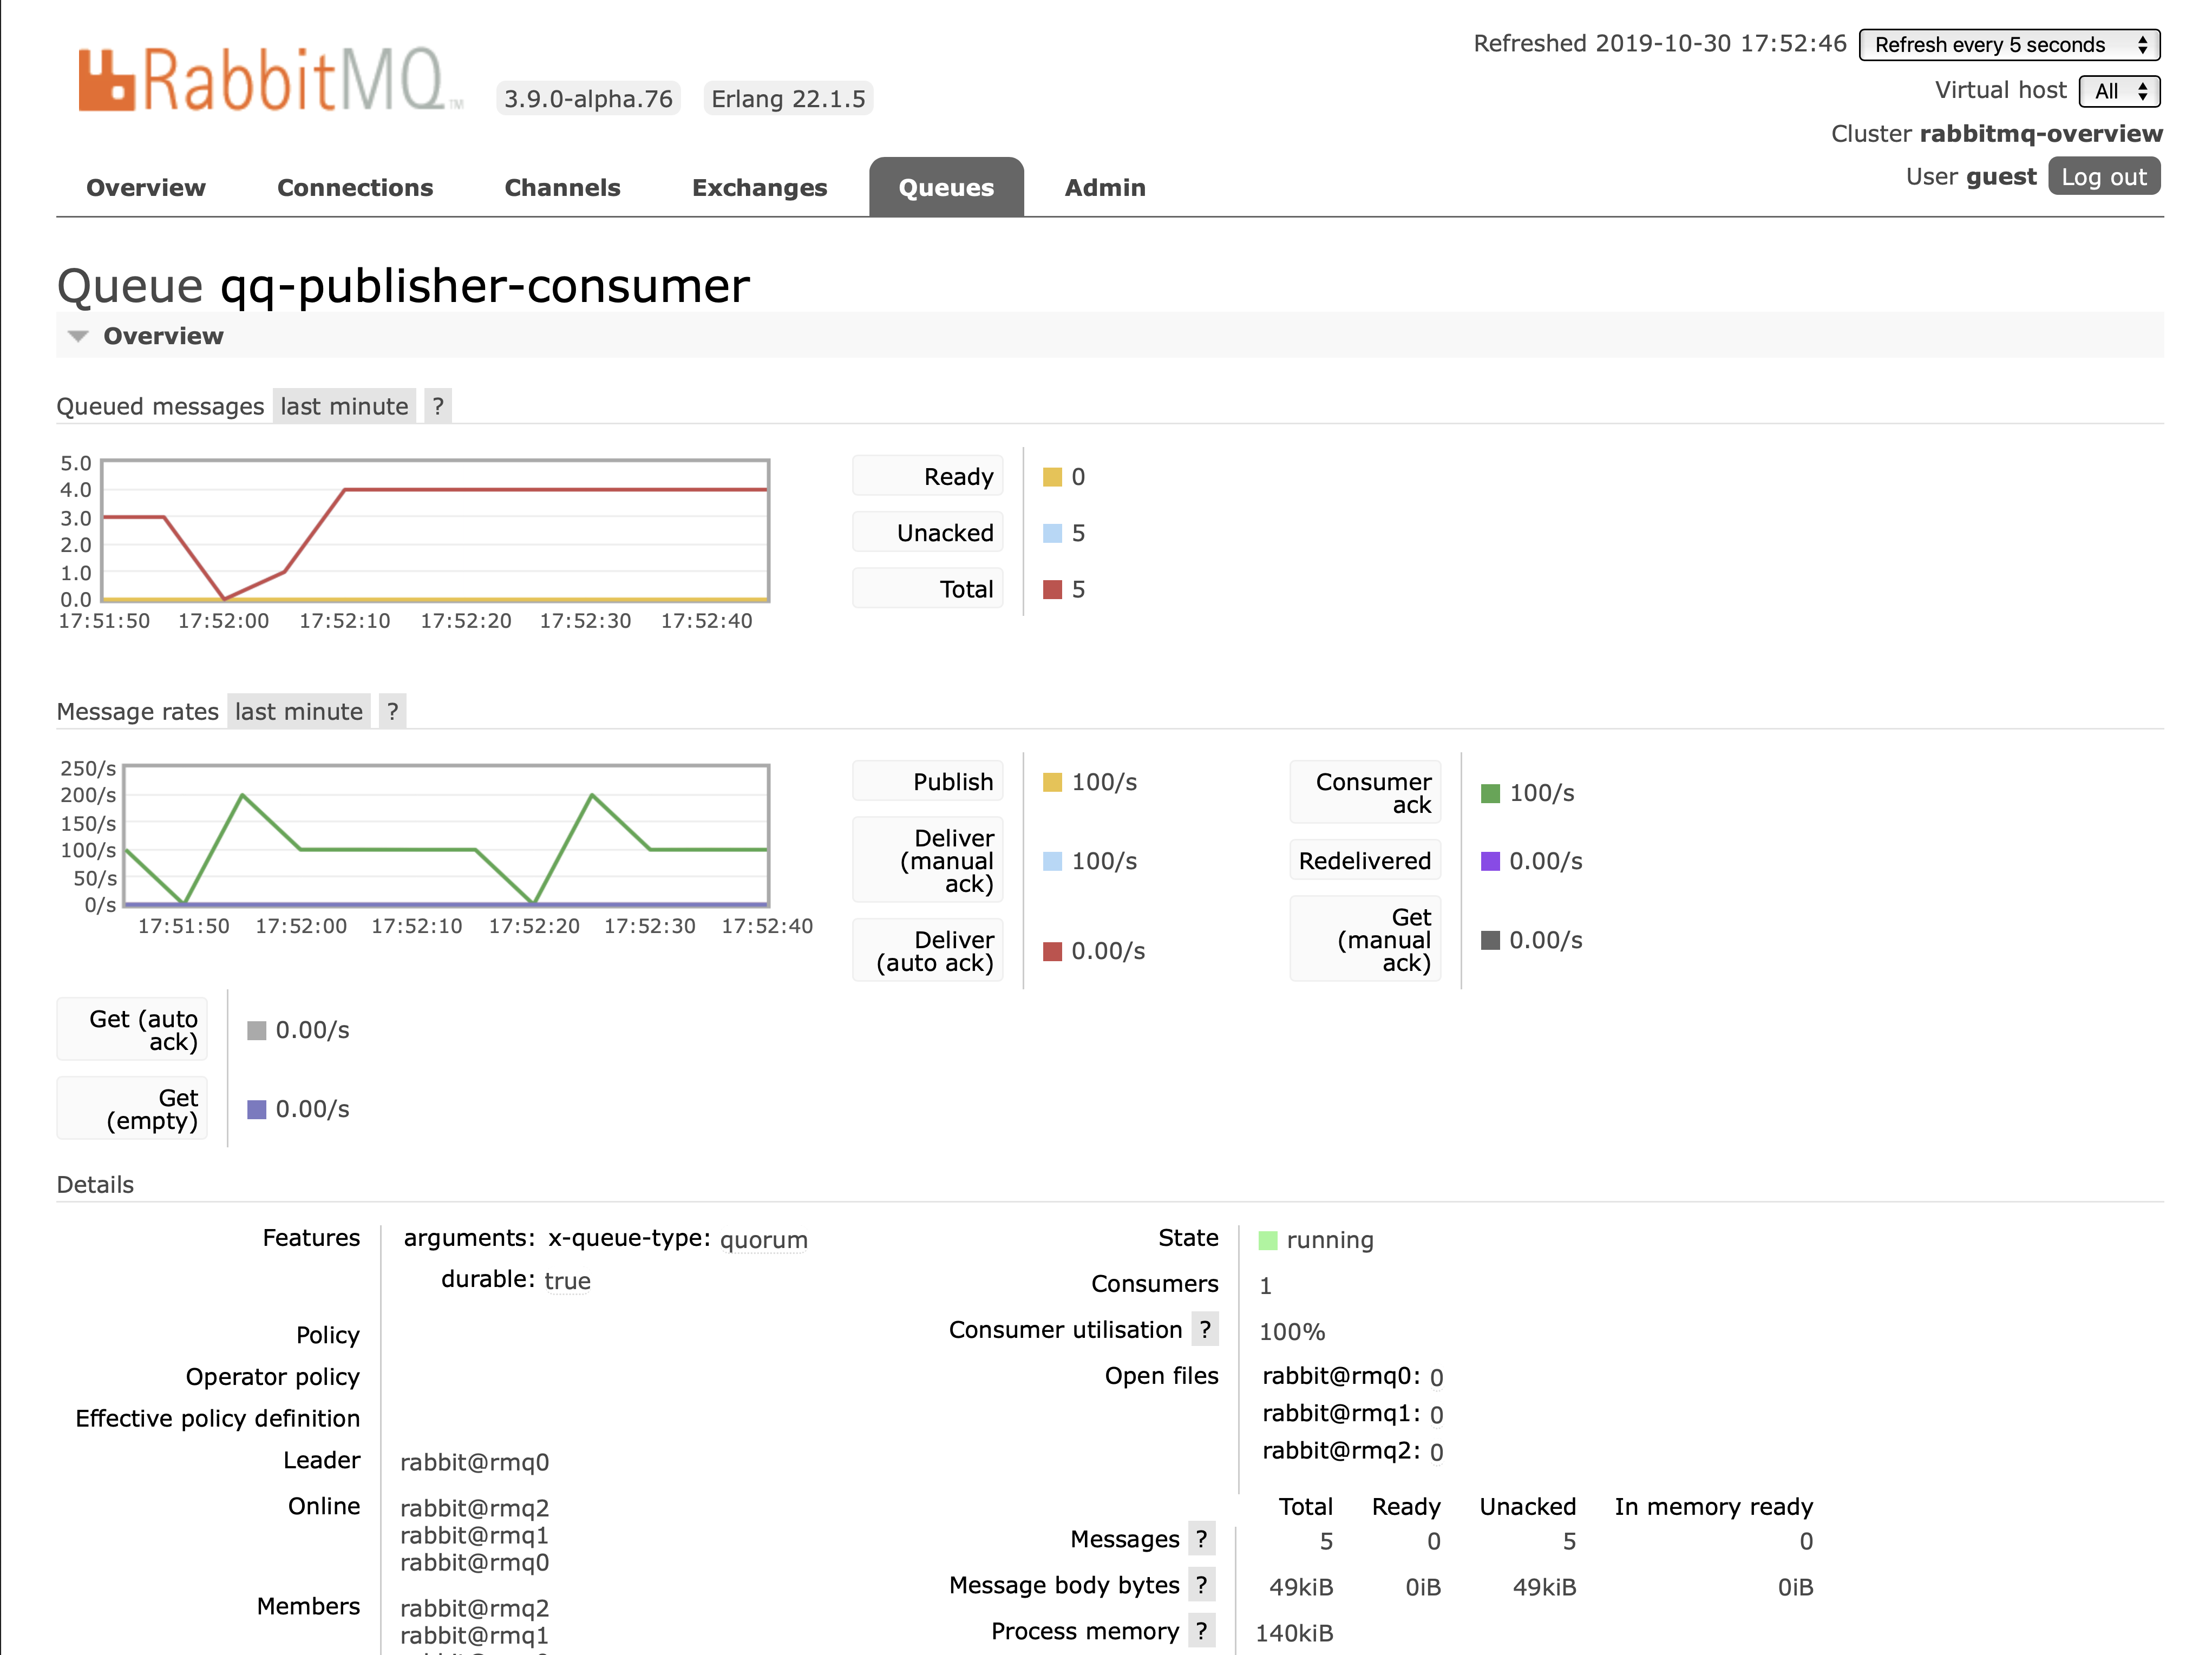 RabbitMQ TM
3.9.0-alpha.76
Erlang 22.1.5
Refreshed 2019-10-30 17:52:46
Refresh every 5 seconds
Virtual host All
Cluster rabbitmq-overview
User guest Log out
Overview Connections Channels Exchanges Queues Admin
Queue qq-publisher-consumer
Overview
Queued messages last minute ?
5.0
4.0
3.0
2.0
1.0
0.0
17:51:50 17:52:00 17:52:10 17:52:20 17:52:30 17:52:40
Ready 0
Unacked 5
Total 5
Message rates last minute ?
250/s
200/s
150/s
100/s
50/s
0/s
17:51:50 17:52:00 17:52:10 17:52:20 17:52:30 17:52:40
Publish 100/s
Deliver
(manual 100/s
ack)
Deliver
(auto ack) 0.00/s
Consumer
ack 100/s
Redelivered 0.00/s
Get
(manual 0.00/s
ack)
Get (auto
ack) 0.00/s
Get
(empty) 0.00/s
Details
Features arguments: x-queue-type: quorum
durable: true
Policy
Operator policy
Effective policy definition
Leader rabbit@rmq0
Online rabbit@rmq2
rabbit@rmq1
rabbit@rmq0
Members rabbit@rmq2
rabbit@rmq1
State running
Consumers 1
Consumer utilisation ? 100%
Open files rabbit@rmq0: 0
rabbit@rmq1: 0
rabbit@rmq2: 0
Total Ready Unacked In memory ready
Messages ? 5 0 5 0
Message body bytes ? 49kiB 0iB 49kiB 0iB
Process memory ? 140kiB